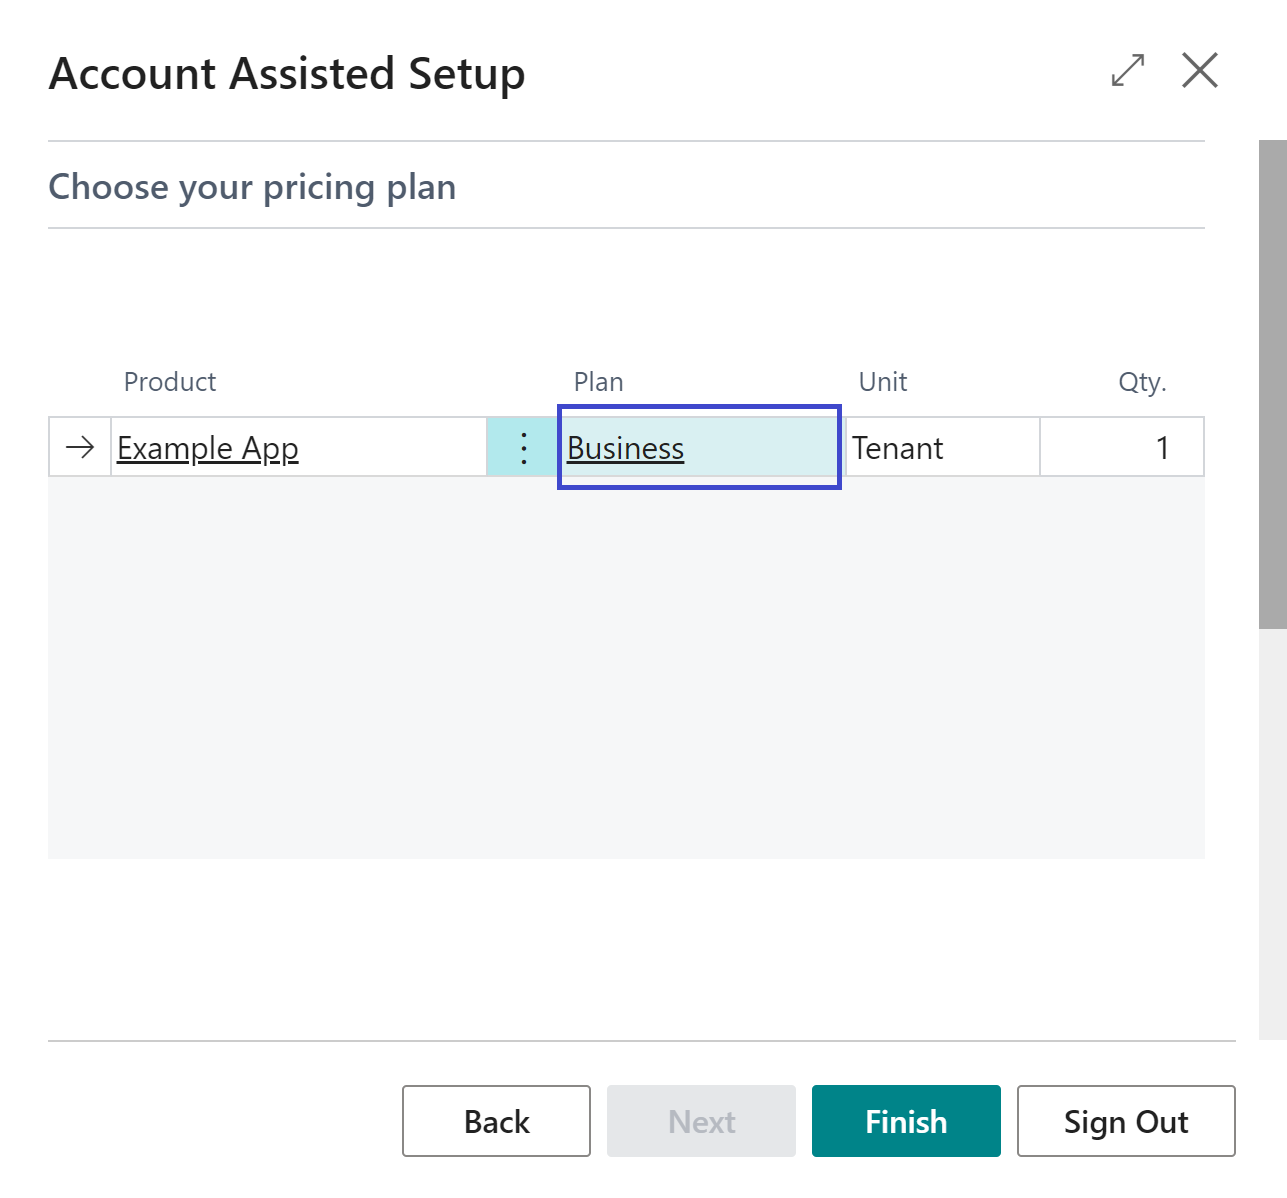 Account Assisted Setup
Choose your pricing plan
Product Plan Unit Qty.
Example App Business Tenant 1
Back Next Finish Sign Out